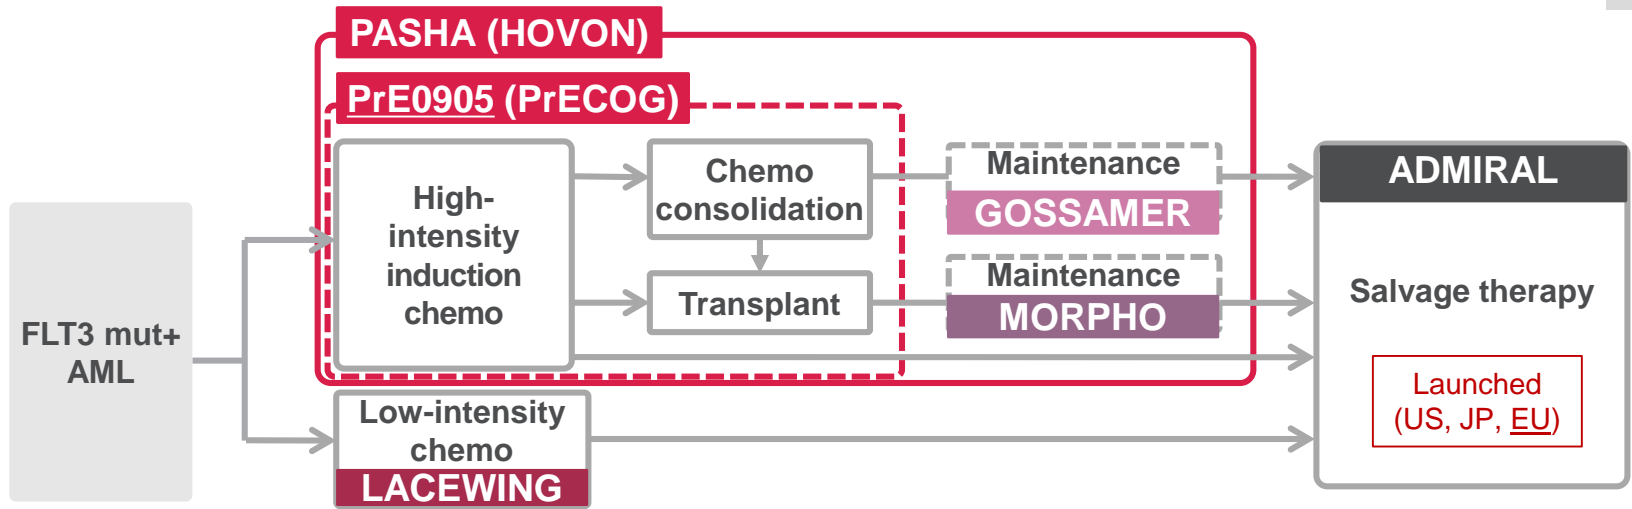 PASHA (HOVON)
PrE0905 (PrECOG)
FLT3 mut+
AML
High-
intensity
induction
chemo
Chemo
consolidation
Transplant
Maintenance
GOSSAMER
Maintenance
MORPHO
Low-intensity
chemo
LACEWING
ADMIRAL
Salvage therapy
Launched
(US, JP, EU)